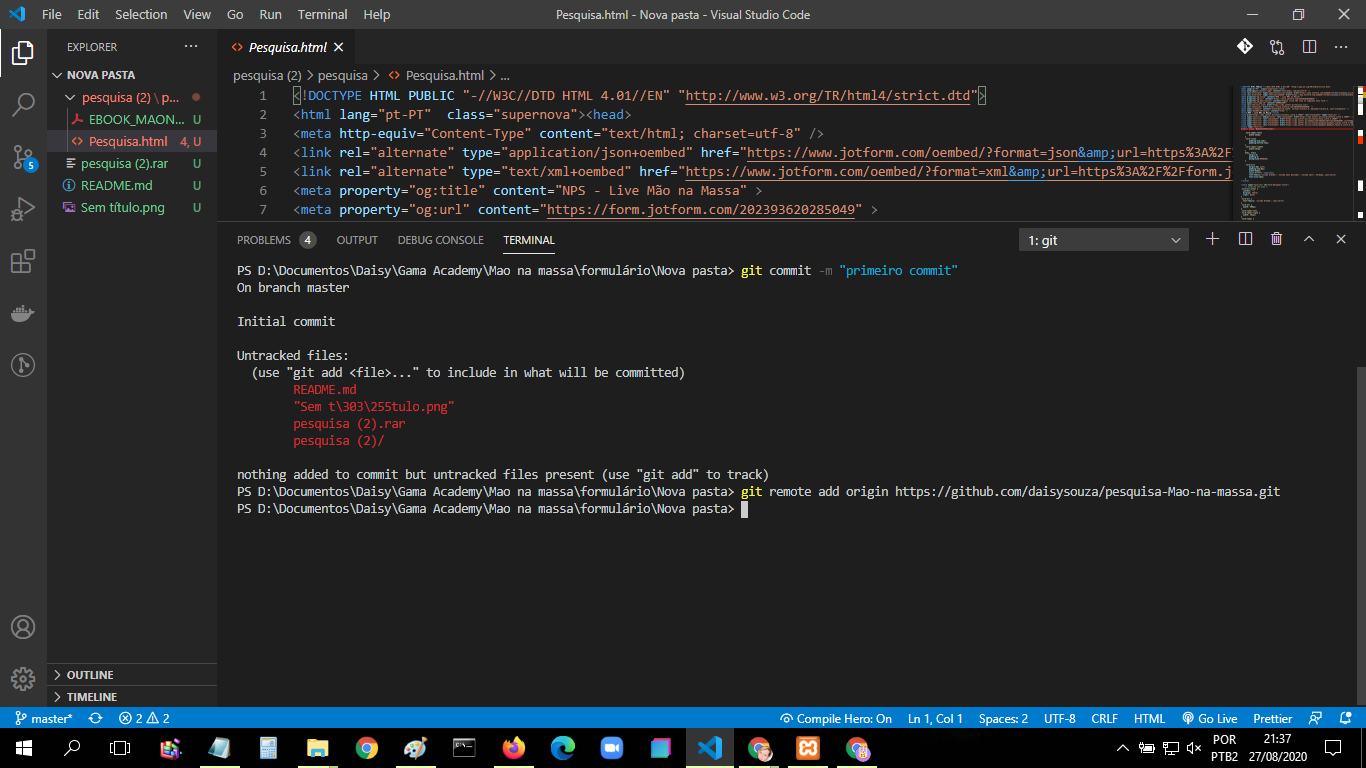 File Edit Selection View Go Run Terminal Help
Pesquisa.html - Nova pasta - Visual Studio Code
EXPLORER
NOVA PASTA
pesquisa (2) \ p...
EBOOK_MAON... U
Pesquisa.html 4, U
pesquisa (2).rar U
README.md U
Sem título.png U
OUTLINE
TIMELINE
5
Pesquisa.html
pesquisa (2) > pesquisa > Pesquisa.html > ...
1 <!DOCTYPE HTML PUBLIC "-//W3C//DTD HTML 4.01//EN" "http://www.w3.org/TR/html4/strict.dtd">
2 <html lang="pt-PT"  class="supernova"><head>
3 <meta http-equiv="Content-Type" content="text/html; charset=utf-8" />
4 <link rel="alternate" type="application/json+oembed" href="https://www.jotform.com/oembed/?format=json&amp;url=https%3A%2F
5 <link rel="alternate" type="text/xml+oembed" href="https://www.jotform.com/oembed/?format=xml&amp;url=https%3A%2F%2Fform.j
6 <meta property="og:title" content="NPS - Live Mão na Massa" >
7 <meta property="og:url" content="https://form.jotform.com/202393620285049" >
PROBLEMS 4 OUTPUT DEBUG CONSOLE TERMINAL 1: git
PS D:\Documentos\Daisy\Gama Academy\Mao na massa\formulário\Nova pasta> git commit -m "primeiro commit"
On branch master
Initial commit
Untracked files:
(use "git add <file>..." to include in what will be committed)
README.md
"Sem t\303\255tulo.png"
pesquisa (2).rar
pesquisa (2)/
nothing added to commit but untracked files present (use "git add" to track)
PS D:\Documentos\Daisy\Gama Academy\Mao na massa\formulário\Nova pasta> git remote add origin https://github.com/daisysouza/pesquisa-Mao-na-massa.git
PS D:\Documentos\Daisy\Gama Academy\Mao na massa\formulário\Nova pasta>
master* 2 2 Compile Hero: On Ln 1, Col 1 Spaces: 2 UTF-8 CRLF HTML Go Live Prettier
POR 21:37
PTB2 27/08/2020